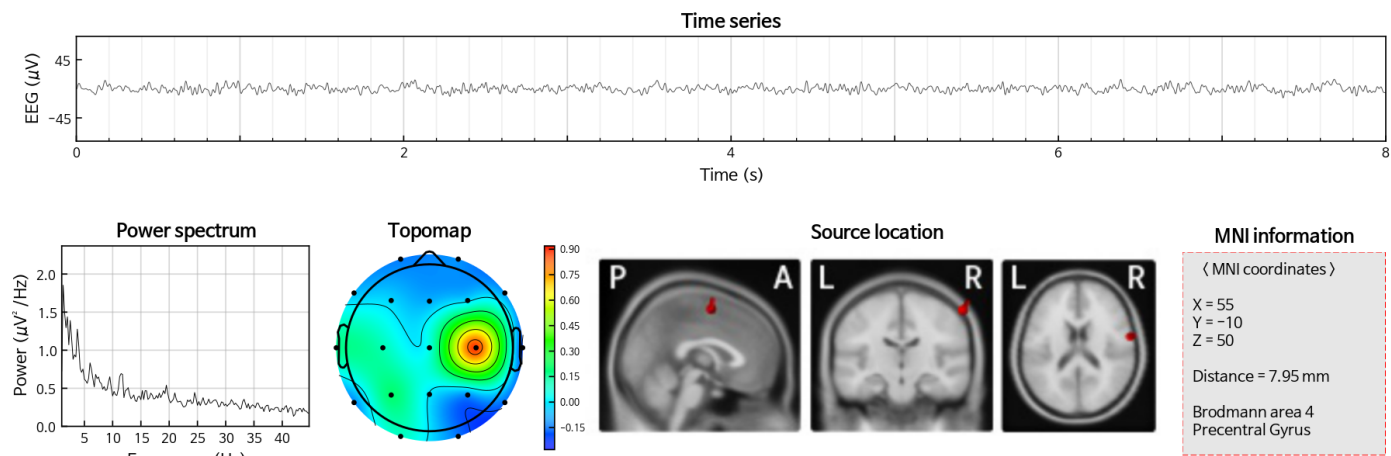 Time series
EEG (μV)
45
−45
0
2
4
6
8
Time (s)
Power spectrum
Power (μV²/Hz)
2.0
1.5
1.0
0.5
0.0
5
10
15
20
25
30
35
40
Topomap
0.90
0.75
0.60
0.45
0.30
0.15
0.00
−0.15
Source location
P
A
L
R
L
R
MNI information
⟨ MNI coordinates ⟩
X = 55
Y = −10
Z = 50
Distance = 7.95 mm
Brodmann area 4
Precentral Gyrus